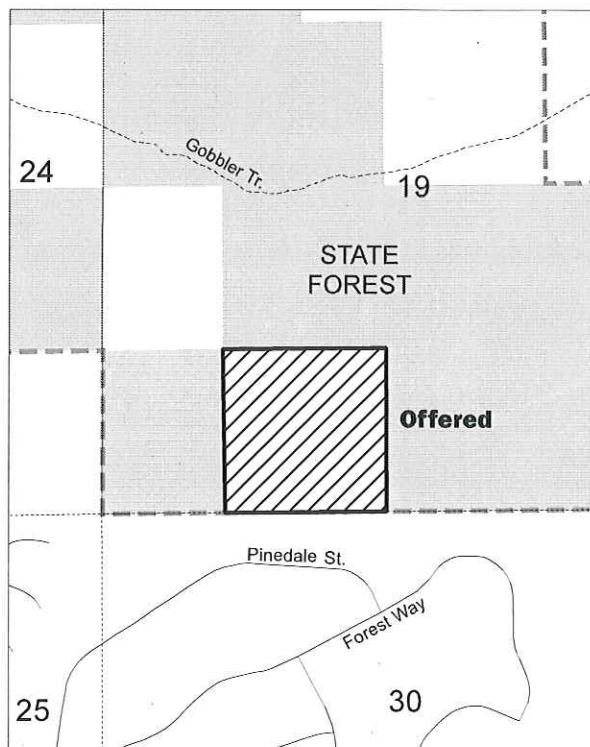 Gobbler Tr.
24
19
STATE
FOREST
Offered
Pinedale St.
Forest Way
25
30